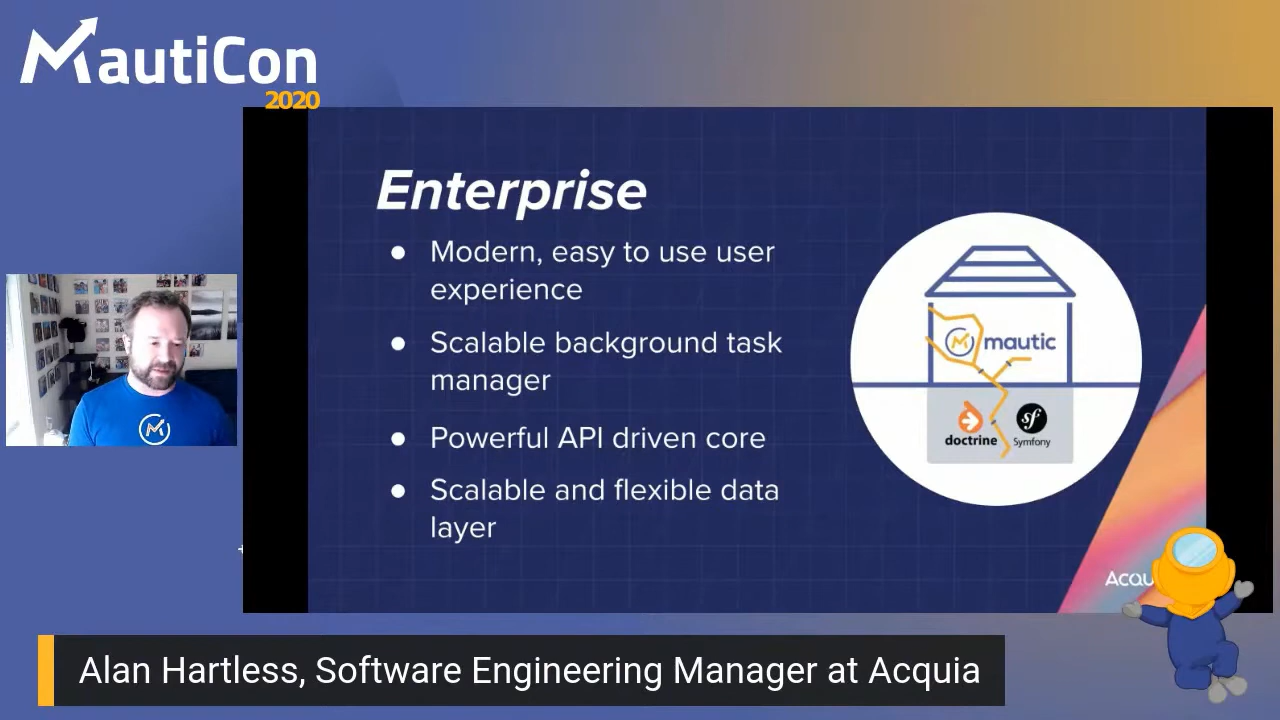 MautiCon
2020
Enterprise
● Modern, easy to use user
experience
● Scalable background task
manager
● Powerful API driven core
● Scalable and flexible data
layer
mautic
doctrine
sf
Symfony
Alan Hartless, Software Engineering Manager at Acquia